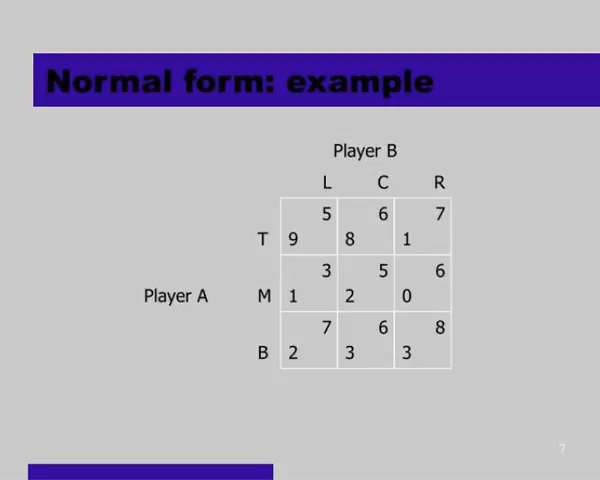 Normal form: example
Player B
L C R
5 6 7
T 9 8 1
3 5 6
Player A M 1 2 0
7 6 8
B 2 3 3
7